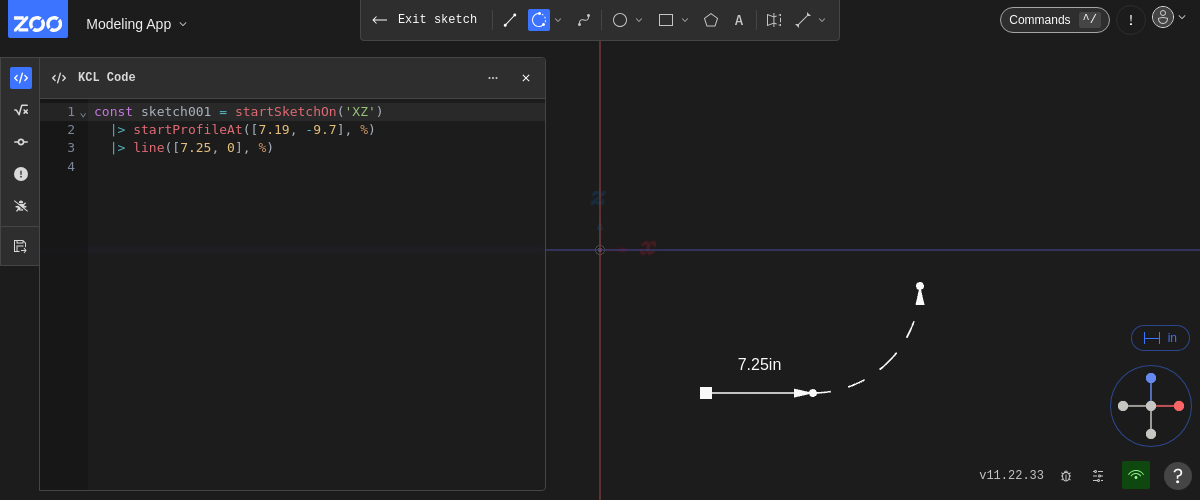 ZOO
Modeling App
Exit sketch
A
Commands ^/
!
KCL Code
1 const sketch001 = startSketchOn('XZ')
2 |> startProfileAt([7.19, -9.7], %)
3 |> line([7.25, 0], %)
4
z
x
7.25in
in
v11.22.33
?